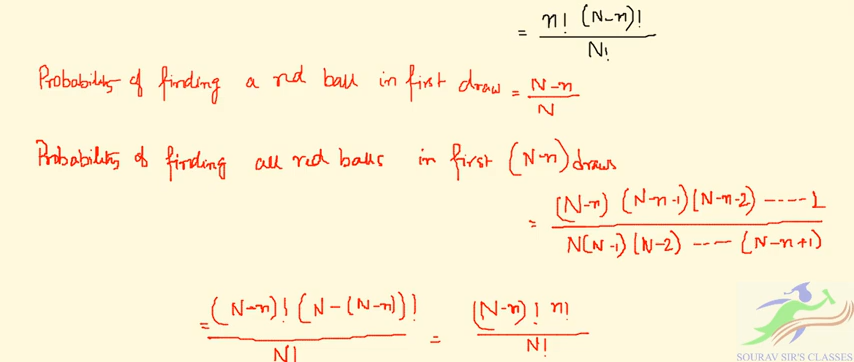 = n! (N-n)! / N!
Probability of finding a red ball in first draw = N-n / N
Probability of finding all red balls in first (N-n) draws
= (N-n) (N-n-1) (N-n-2) ----- 1 / N(N-1) (N-2) ---- (N-n+1)
= (N-n)! (N-(N-n))! / N! = (N-n)! n! / N!
SOURAV SIR'S CLASSES